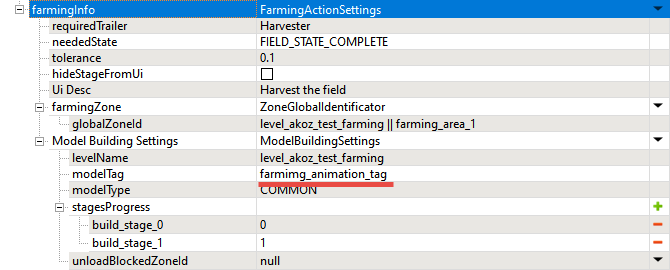 farmingInfo FarmingActionSettings
requiredTrailer Harvester
neededState FIELD_STATE_COMPLETE
tolerance 0.1
hideStageFromUi
Ui Desc Harvest the field
farmingZone ZoneGlobalIdentificator
globalZoneId level_akoz_test_farming || farming_area_1
Model Building Settings ModelBuildingSettings
levelName level_akoz_test_farming
modelTag farmimg_animation_tag
modelType COMMON
stagesProgress
build_stage_0 0
build_stage_1 1
unloadBlockedZoneId null